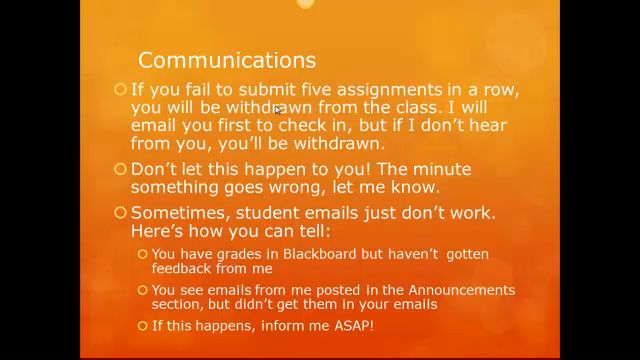 Communications
If you fail to submit five assignments in a row,
you will be withdrawn from the class. I will
email you first to check in, but if I don't hear
from you, you'll be withdrawn.
Don't let this happen to you! The minute
something goes wrong, let me know.
Sometimes, student emails just don't work.
Here's how you can tell:
You have grades in Blackboard but haven't gotten
feedback from me
You see emails from me posted in the Announcements
section, but didn't get them in your emails
If this happens, inform me ASAP!